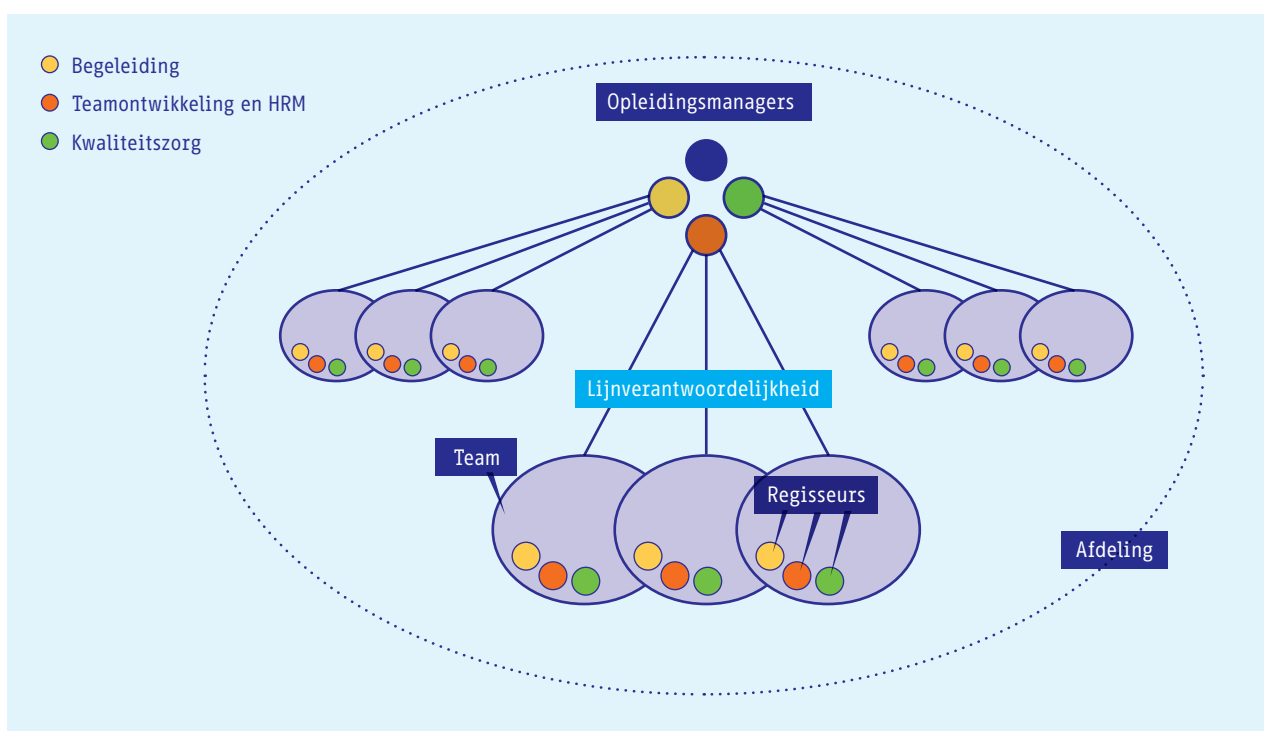 Begeleiding
Teamontwikkeling en HRM
Kwaliteitszorg
Opleidingsmanagers
Lijnverantwoordelijkheid
Team
Regisseurs
Afdeling